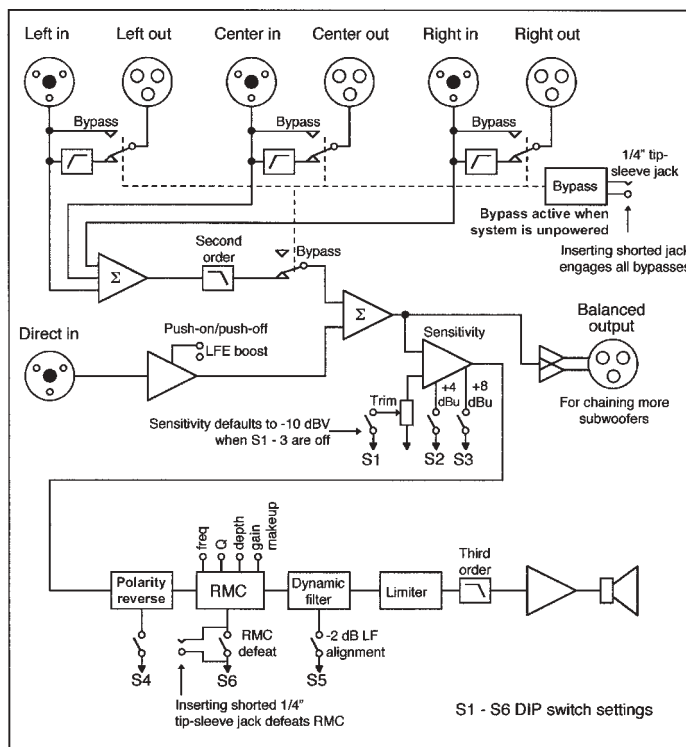 Left in
Left out
Center in
Center out
Right in
Right out
Bypass
Bypass
Bypass
1/4" tip-
sleeve jack
Bypass
Bypass active when
system is unpowered
Inserting shorted jack
engages all bypasses
Second
order
Bypass
Σ
Σ
Direct in
Push-on/push-off
LFE boost
Sensitivity
Balanced
output
For chaining more
subwoofers
Trim
+4
dBu
+8
dBu
Sensitivity defaults to -10 dBV
when S1 - 3 are off
S1
S2
S3
freq
Q
depth
gain
makeup
Polarity
reverse
RMC
Dynamic
filter
Limiter
Third
order
RMC
defeat
-2 dB LF
alignment
S4
S6
S5
Inserting shorted 1/4"
tip-sleeve jack defeats RMC
S1 - S6 DIP switch settings